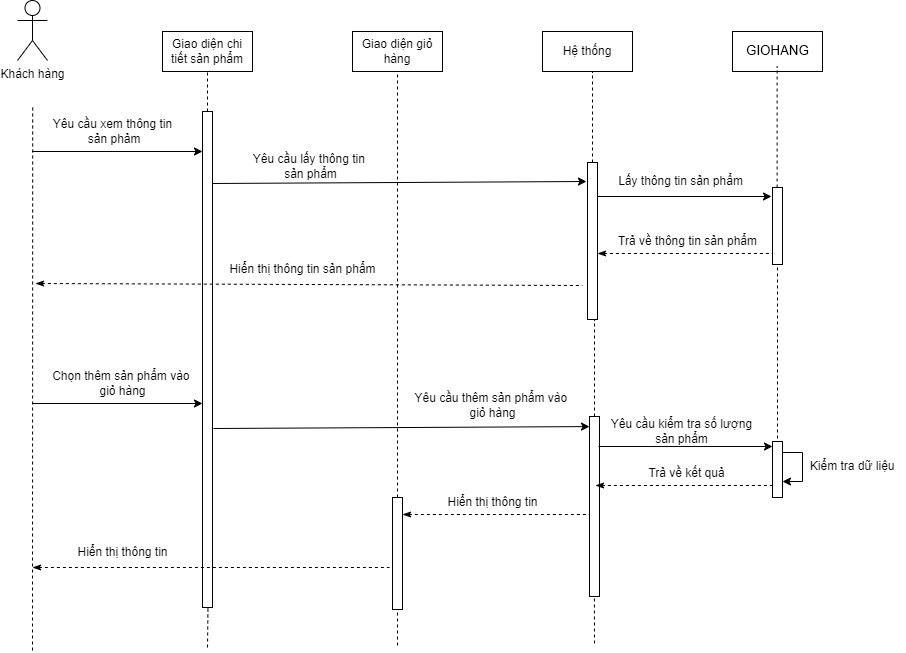 Khách hàng
Giao diện chi
tiết sản phẩm
Giao diện giỏ
hàng
Hệ thống
GIOHANG
Yêu cầu xem thông tin
sản phảm
Yêu cầu lấy thông tin
sản phẩm
Lấy thông tin sản phẩm
Trả về thông tin sản phẩm
Hiển thị thông tin sản phẩm
Chọn thêm sản phẩm vào
giỏ hàng
Yêu cầu thêm sản phẩm vào
giỏ hàng
Yêu cầu kiểm tra số lượng
sản phẩm
Kiểm tra dữ liệu
Trả về kết quả
Hiển thị thông tin
Hiển thị thông tin